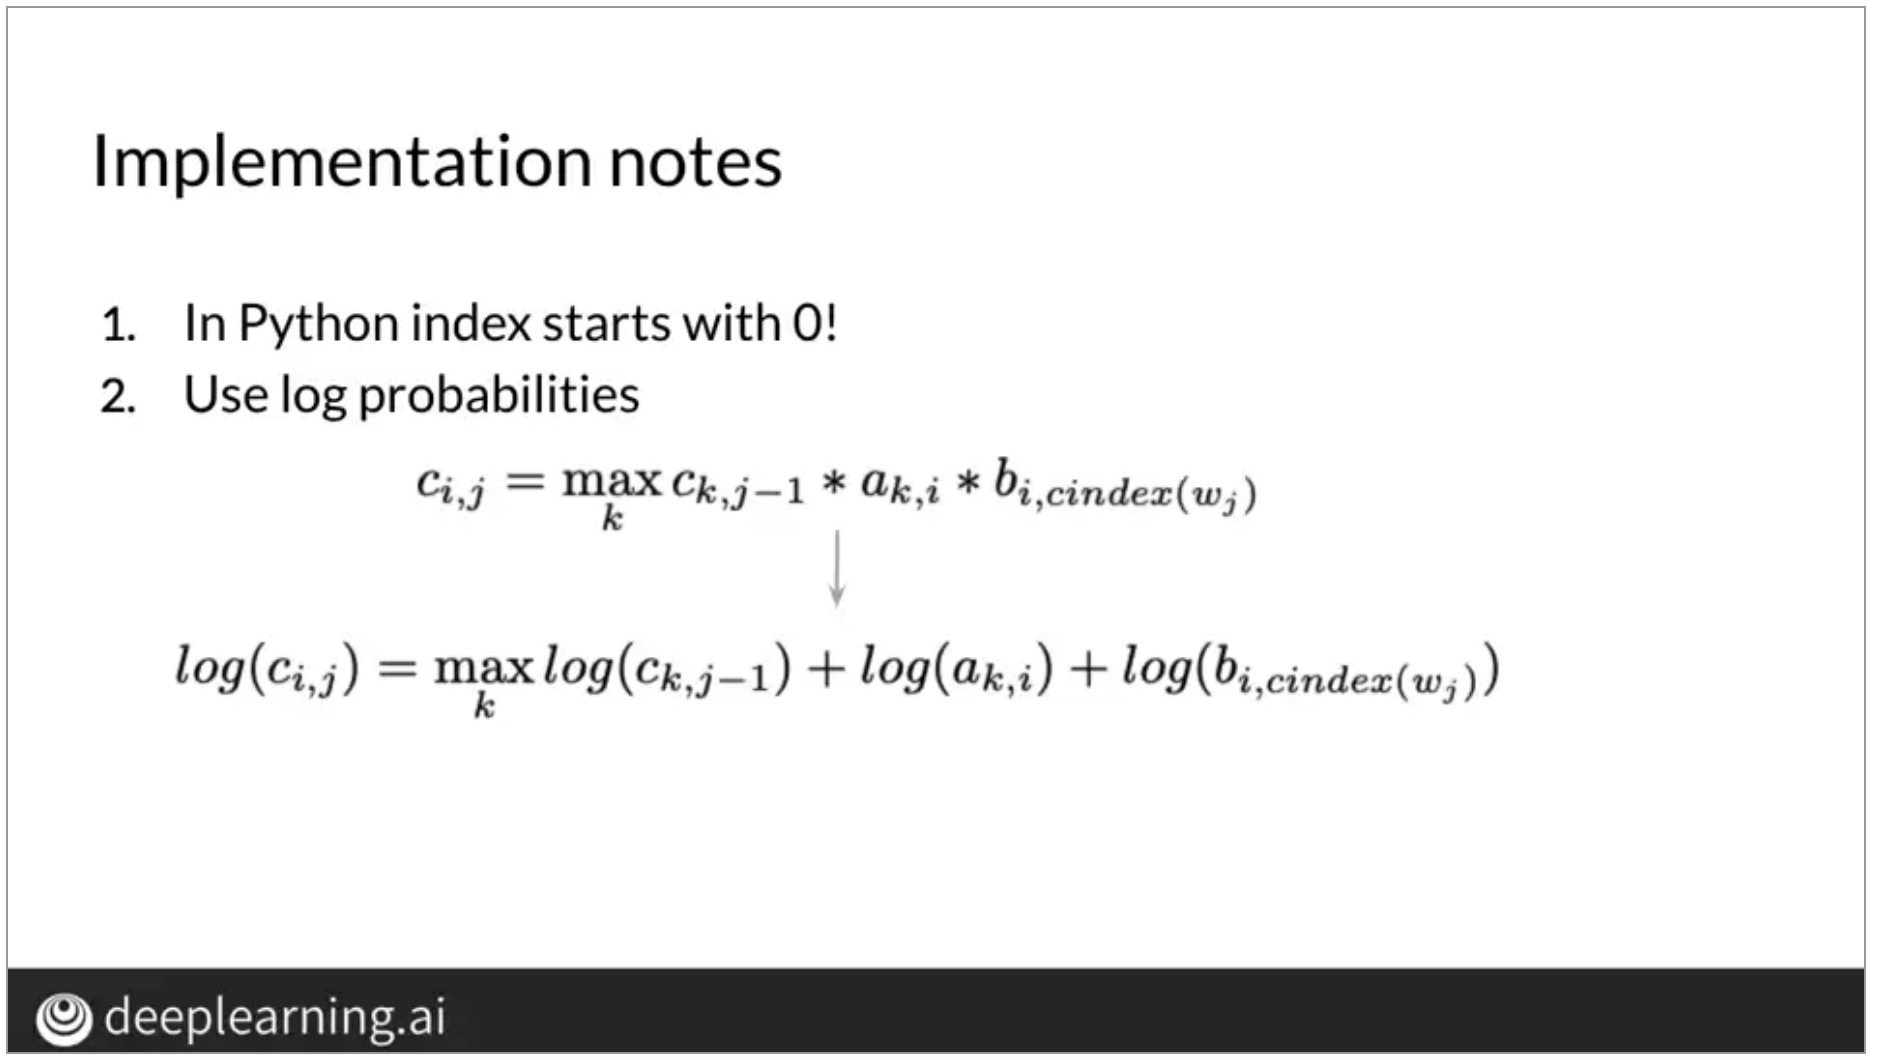 Implementation notes
1. In Python index starts with 0!
2. Use log probabilities
c_{i,j} = \max_k c_{k,j-1} * a_{k,i} * b_{i,cindex(w_j)}
log(c_{i,j}) = \max_k log(c_{k,j-1}) + log(a_{k,i}) + log(b_{i,cindex(w_j)})
deeplearning.ai